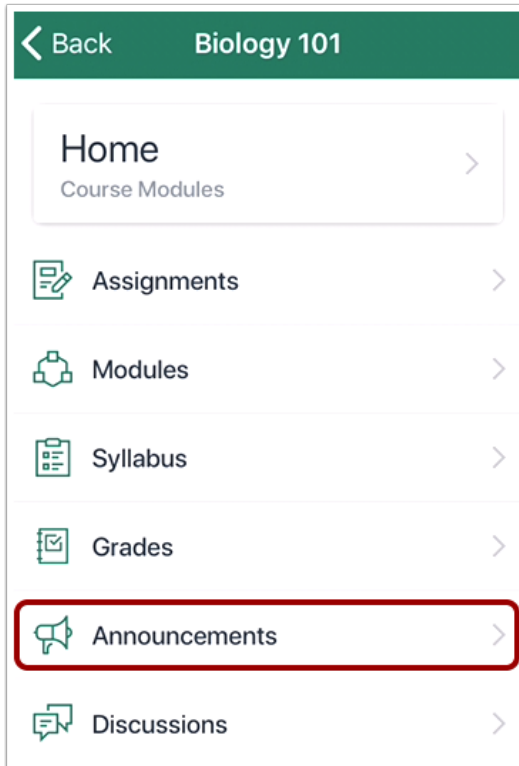 Back Biology 101
Home
Course Modules
Assignments
Modules
Syllabus
Grades
Announcements
Discussions